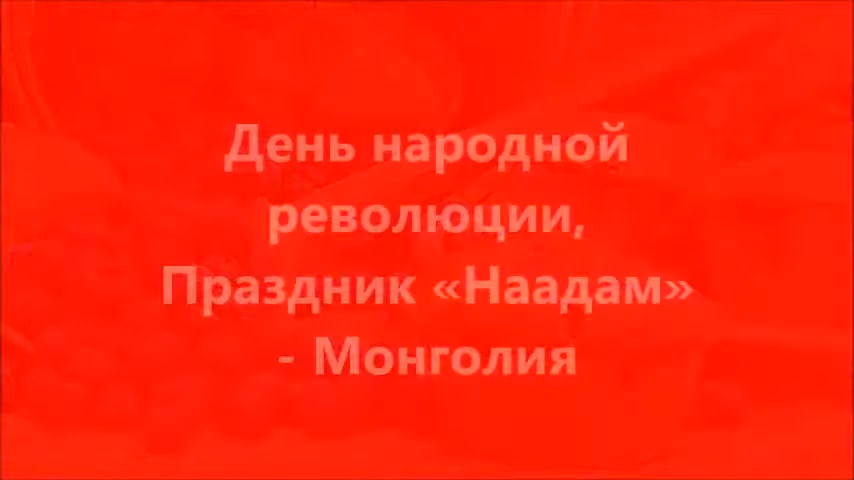 День народной
революции,
Праздник «Наадам»
- Монголия